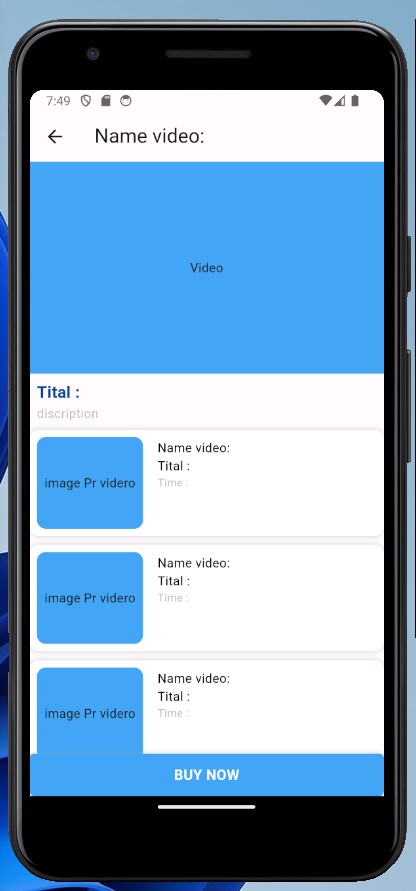 7:49
Name video:
Video
Tital :
discription
image Pr videro
Name video:
Tital :
Time :
image Pr videro
Name video:
Tital :
Time :
image Pr videro
Name video:
Tital :
Time :
BUY NOW